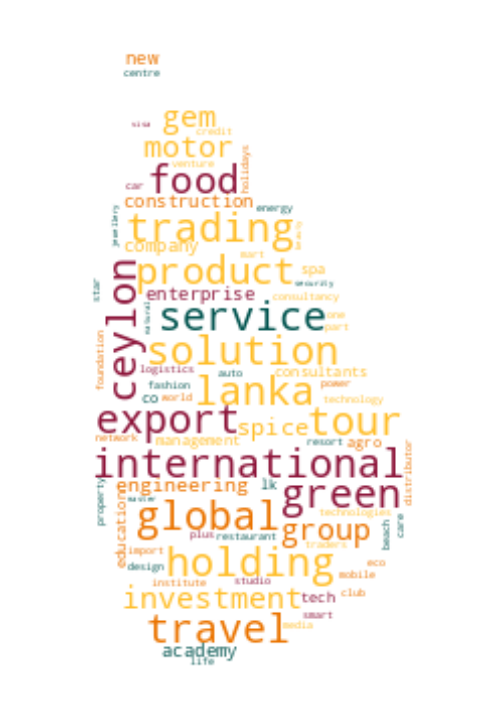 new
centre
gem
visa
credit
motor
venture
holidays
food
car
construction
energy
jewellery
trading
beauty
company
mart
product
spa
security
star
ceylon
enterprise
consultancy
natural
service
one
part
solution
foundation
logistics
auto
consultants
fashion
lanka
power
co
world
technology
export
spice
tour
network
management
resort
agro
international
distributor
engineering
lk
green
property
education
water
global
technologies
group
beach
care
plus
restaurant
traders
import
holding
eco
design
mobile
institute
studio
investment
tech
club
smart
travel
media
academy
life